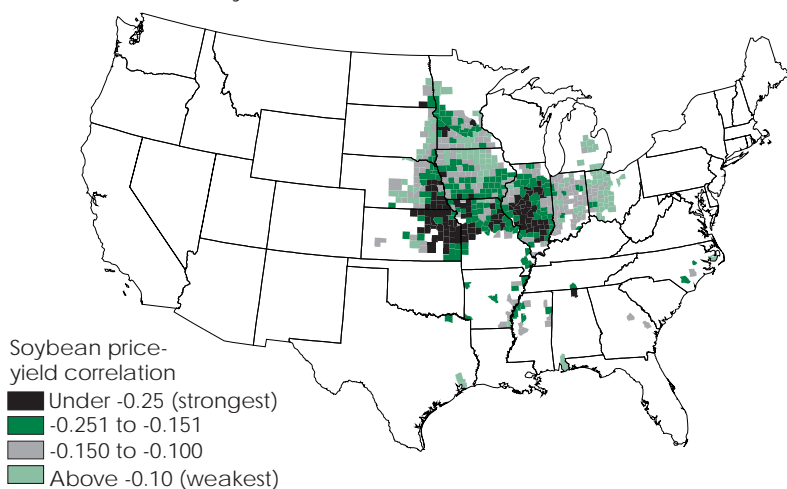 Soybean price-
yield correlation
Under -0.25 (strongest)
-0.251 to -0.151
-0.150 to -0.100
Above -0.10 (weakest)